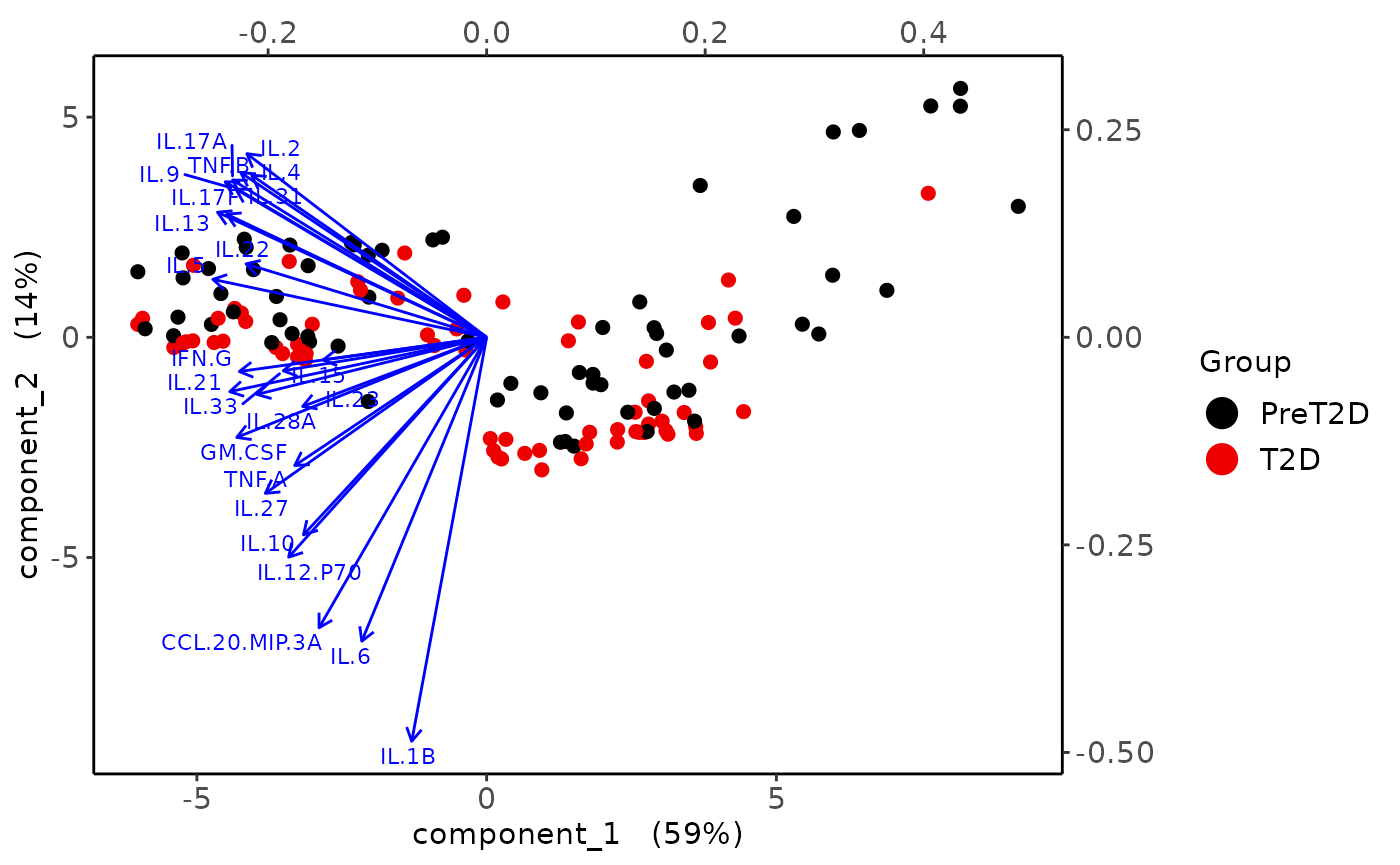 -0.2 0.0 0.2 0.4
5
0
-5
component_2 (14%)
0.25
0.00
-0.25
-0.50
IL.17A
IL.2
TNF.B
IL.4
IL.9
IL.17F
IL.31
IL.13
IL.22
IL.5
IFN.G
IL.15
IL.21
IL.33
IL.23
IL.28A
GM.CSF
TNF.A
IL.27
IL.10
IL.12.P70
CCL.20.MIP.3A
IL.6
IL.1B
-5 0 5
component_1 (59%)
Group
PreT2D
T2D